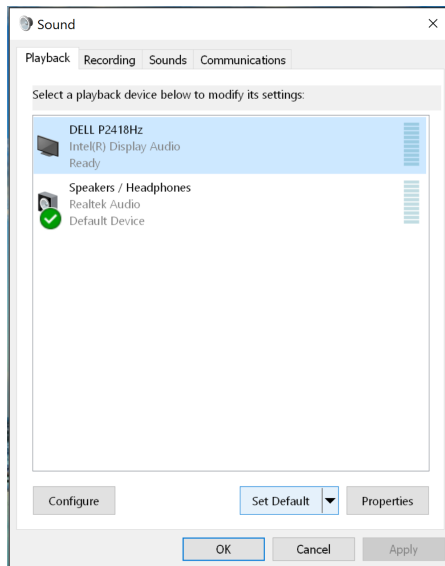 Sound
Playback Recording Sounds Communications
Select a playback device below to modify its settings:
DELL P2418Hz
Intel(R) Display Audio
Ready
Speakers / Headphones
Realtek Audio
Default Device
Configure Set Default Properties
OK Cancel Apply